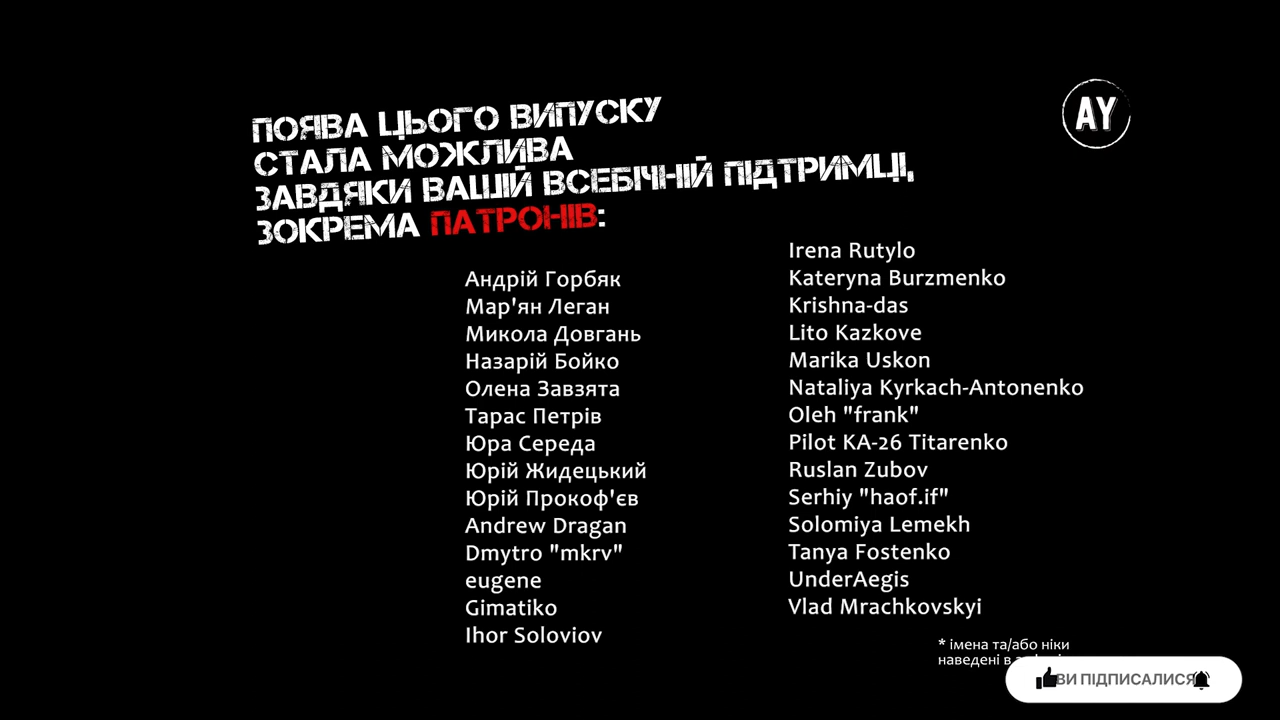 ПОЯВА ЦЬОГО ВИПУСКУ
СТАЛА МОЖЛИВА
ЗАВДЯКИ ВАШІЙ ВСЕБІЧНІЙ ПІДТРИМЦІ,
ЗОКРЕМА ПАТРОНІВ:
AY
Андрій Горбяк
Мар'ян Леган
Микола Довгань
Назарій Бойко
Олена Завзята
Тарас Петрів
Юра Середа
Юрій Жидецький
Юрій Прокоф'єв
Andrew Dragan
Dmytro "mkrv"
eugene
Gimatiko
Ihor Soloviov
Irena Rutylo
Kateryna Burzmenko
Krishna-das
Lito Kazkove
Marika Uskon
Nataliya Kyrkach-Antonenko
Oleh "frank"
Pilot KA-26 Titarenko
Ruslan Zubov
Serhiy "haof.if"
Solomiya Lemekh
Tanya Fostenko
UnderAegis
Vlad Mrachkovskyi
* імена та/або ніки
наведені в
ВИ ПІДПИСАЛИСЯ